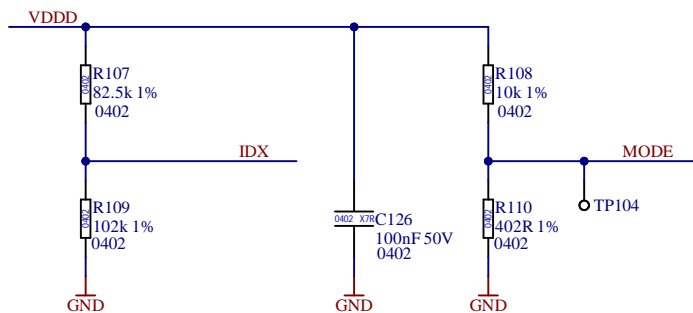 VDDD
R107
82.5k 1%
0402
0402
R108
10k 1%
0402
0402
IDX
MODE
R109
102k 1%
0402
0402
0402 X7R
C126
100nF 50V
0402
R110
402R 1%
0402
0402
TP104
GND
GND
GND